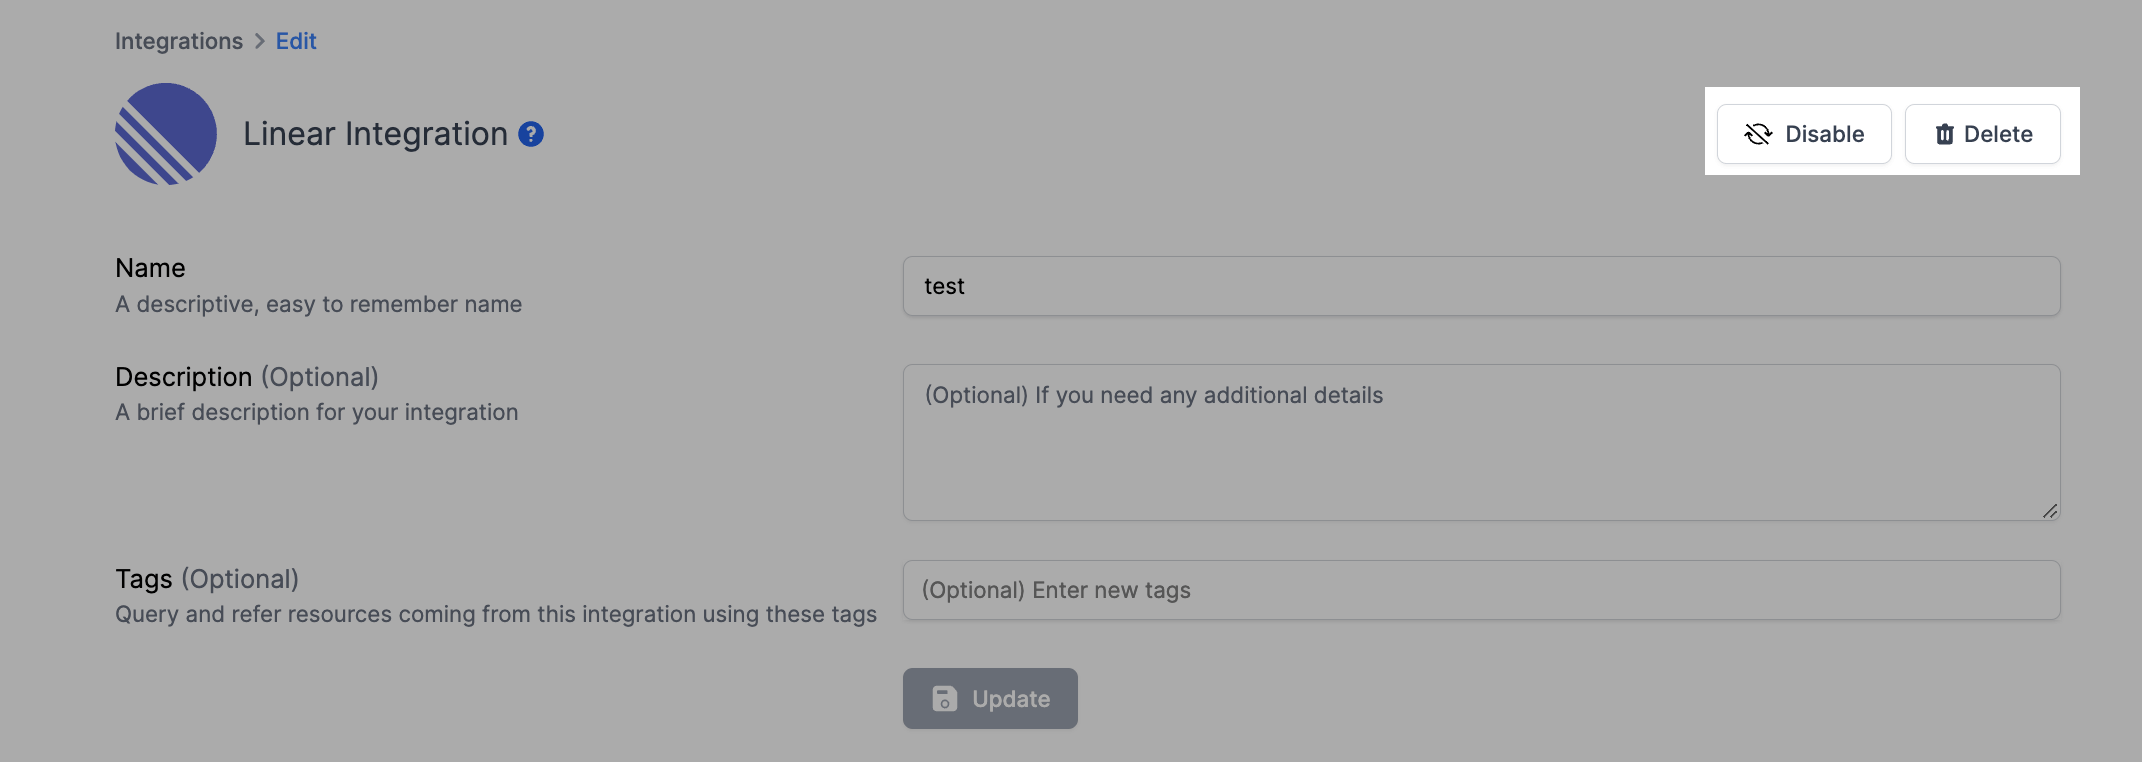 Integrations > Edit
Linear Integration ?
Disable
Delete
Name
A descriptive, easy to remember name
test
Description (Optional)
A brief description for your integration
(Optional) If you need any additional details
Tags (Optional)
Query and refer resources coming from this integration using these tags
(Optional) Enter new tags
Update